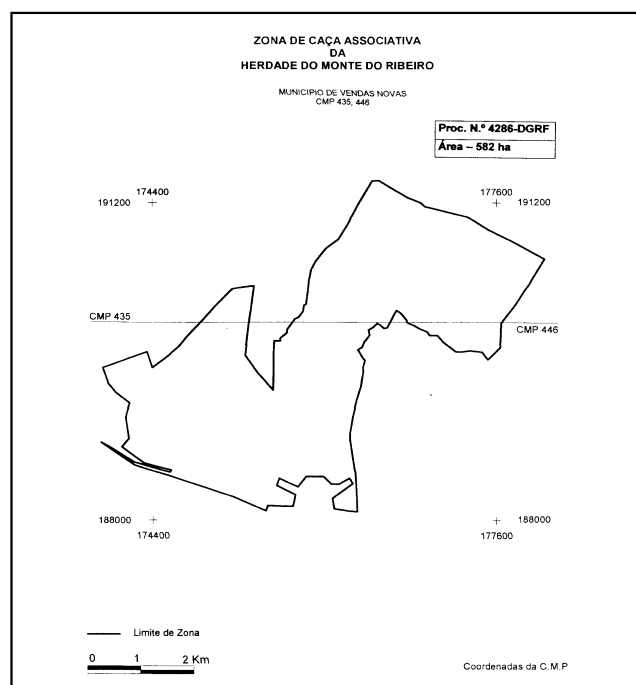 ZONA DE CAÇA ASSOCIATIVA
DA
HERDADE DO MONTE DO RIBEIRO
MUNICIPIO DE VENDAS NOVAS
CMP 435, 446
Proc. N.º 4286-DGRF
Área – 582 ha
174400
177600
191200
191200
CMP 435
CMP 446
188000
188000
174400
177600
Limite de Zona
0 1 2 Km
Coordenadas da C.M.P